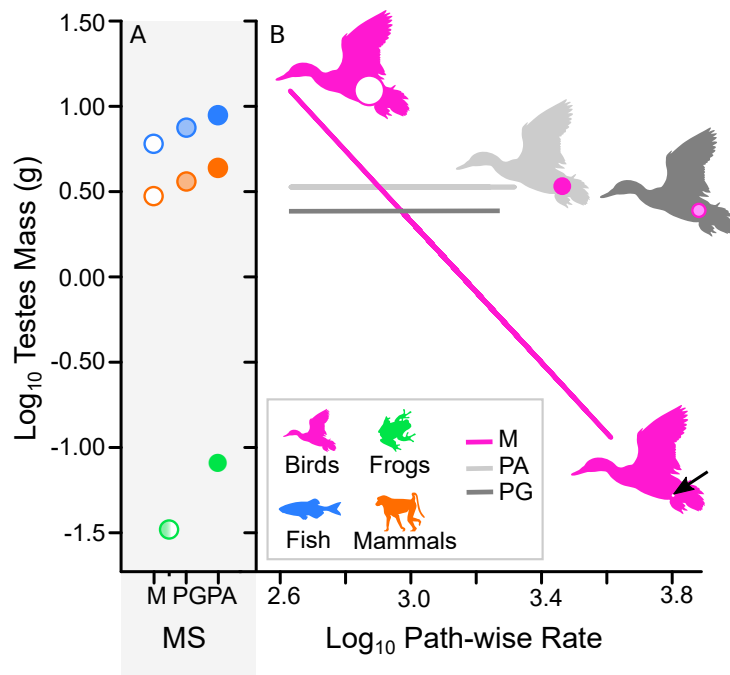 A
B
Log₁₀ Testes Mass (g)
1.50
1.00
0.50
0.00
-0.50
-1.00
-1.5
Birds
Frogs
Fish
Mammals
M
PA
PG
M PG PA
2.6 3.0 3.4 3.8
MS
Log₁₀ Path-wise Rate